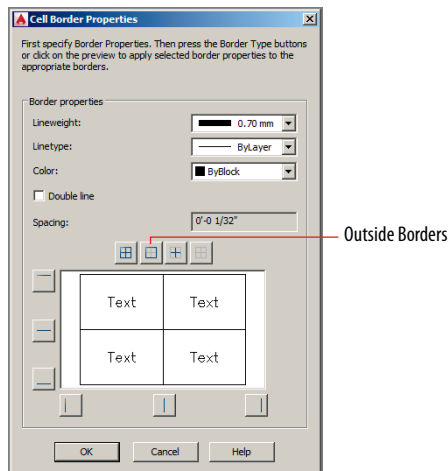 Cell Border Properties
First specify Border Properties. Then press the Border Type buttons
or click on the preview to apply selected border properties to the
appropriate borders.
Border properties
Lineweight:
0.70 mm
Linetype:
ByLayer
Color:
ByBlock
Double line
Spacing:
0'-0 1/32"
Outside Borders
Text Text
Text Text
OK Cancel Help